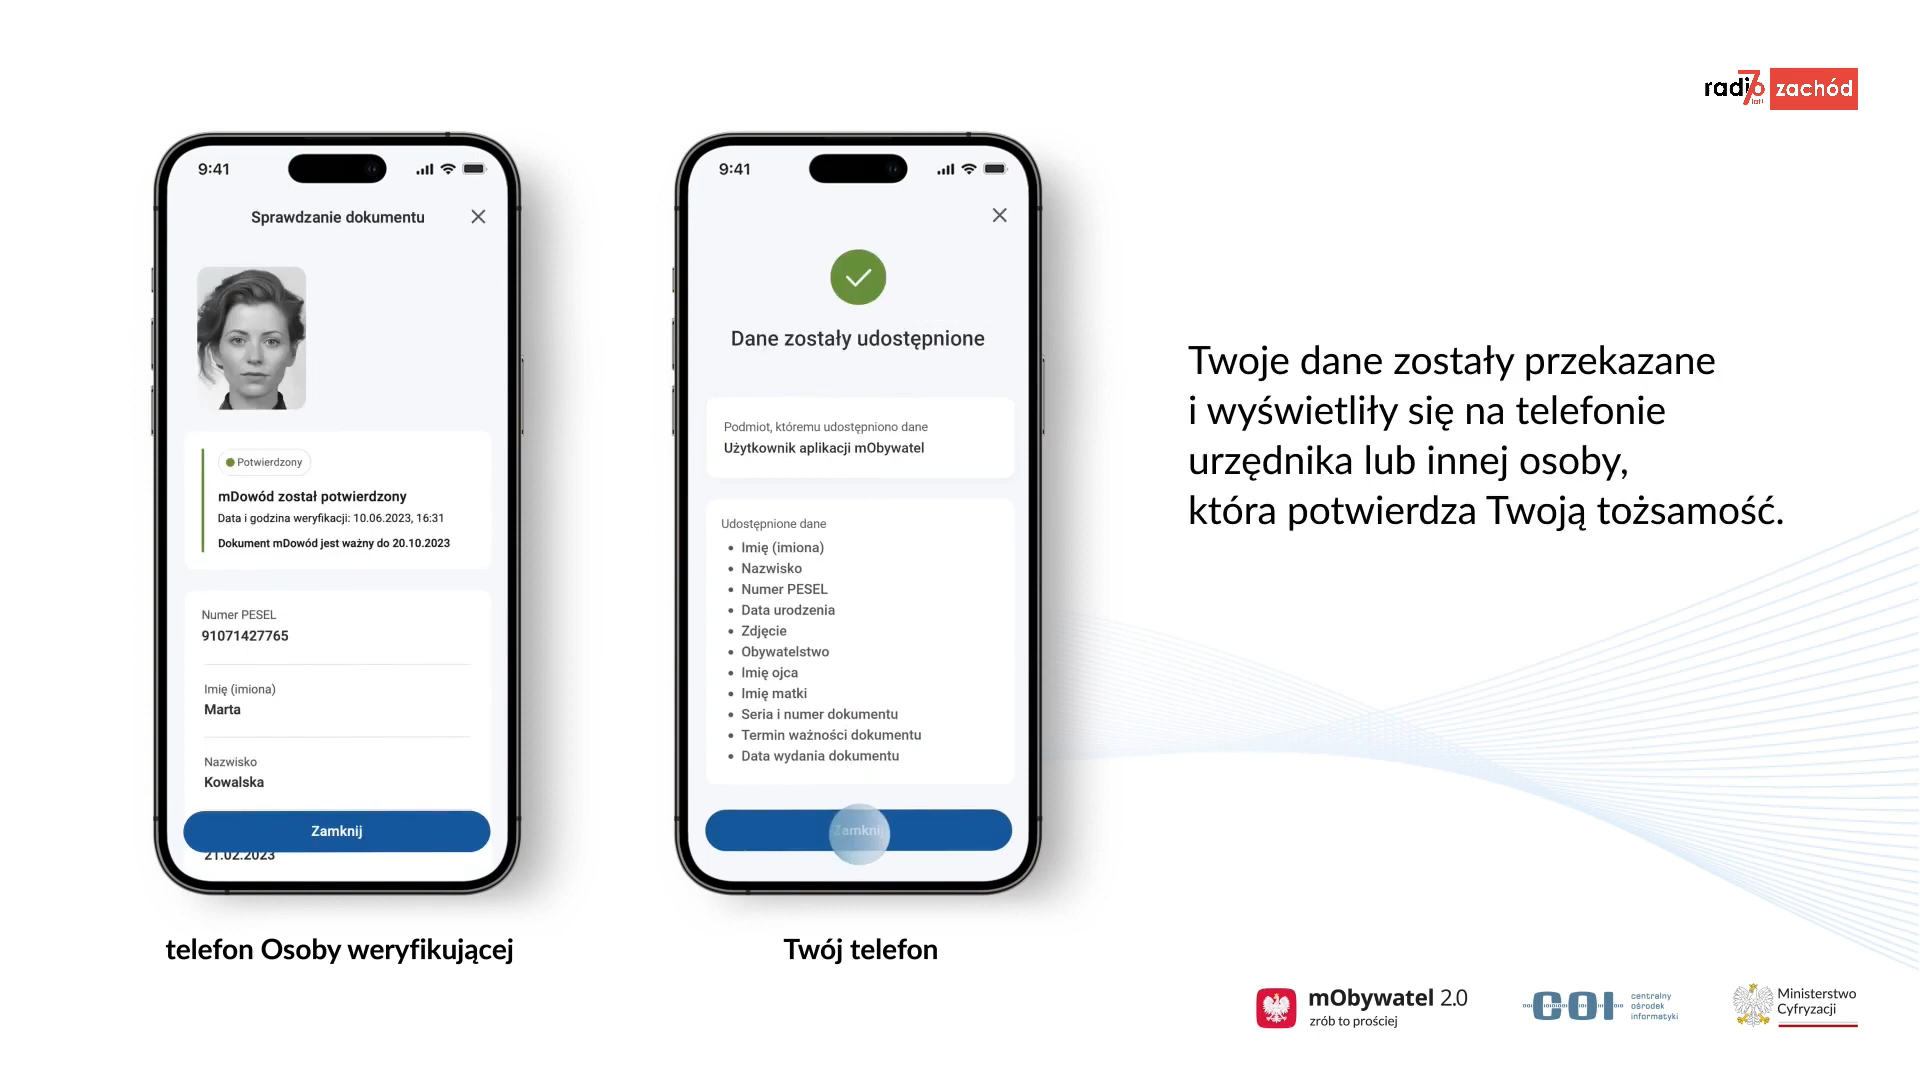 radio 70 lat! zachód
9:41
Sprawdzanie dokumentu
Potwierdzony
mDowód został potwierdzony
Data i godzina weryfikacji: 10.06.2023, 16:31
Dokument mDowód jest ważny do 20.10.2023
Numer PESEL
91071427765
Imię (imiona)
Marta
Nazwisko
Kowalska
Zamknij
21.02.2023
telefon Osoby weryfikującej
9:41
Dane zostały udostępnione
Podmiot, któremu udostępniono dane
Użytkownik aplikacji mObywatel
Udostępnione dane
• Imię (imiona)
• Nazwisko
• Numer PESEL
• Data urodzenia
• Zdjęcie
• Obywatelstwo
• Imię ojca
• Imię matki
• Seria i numer dokumentu
• Termin ważności dokumentu
• Data wydania dokumentu
Zamknij
Twój telefon
Twoje dane zostały przekazane
i wyświetliły się na telefonie
urzędnika lub innej osoby,
która potwierdza Twoją tożsamość.
mObywatel 2.0
zrób to prościej
COI
centralny
ośrodek
informatyki
Ministerstwo
Cyfryzacji